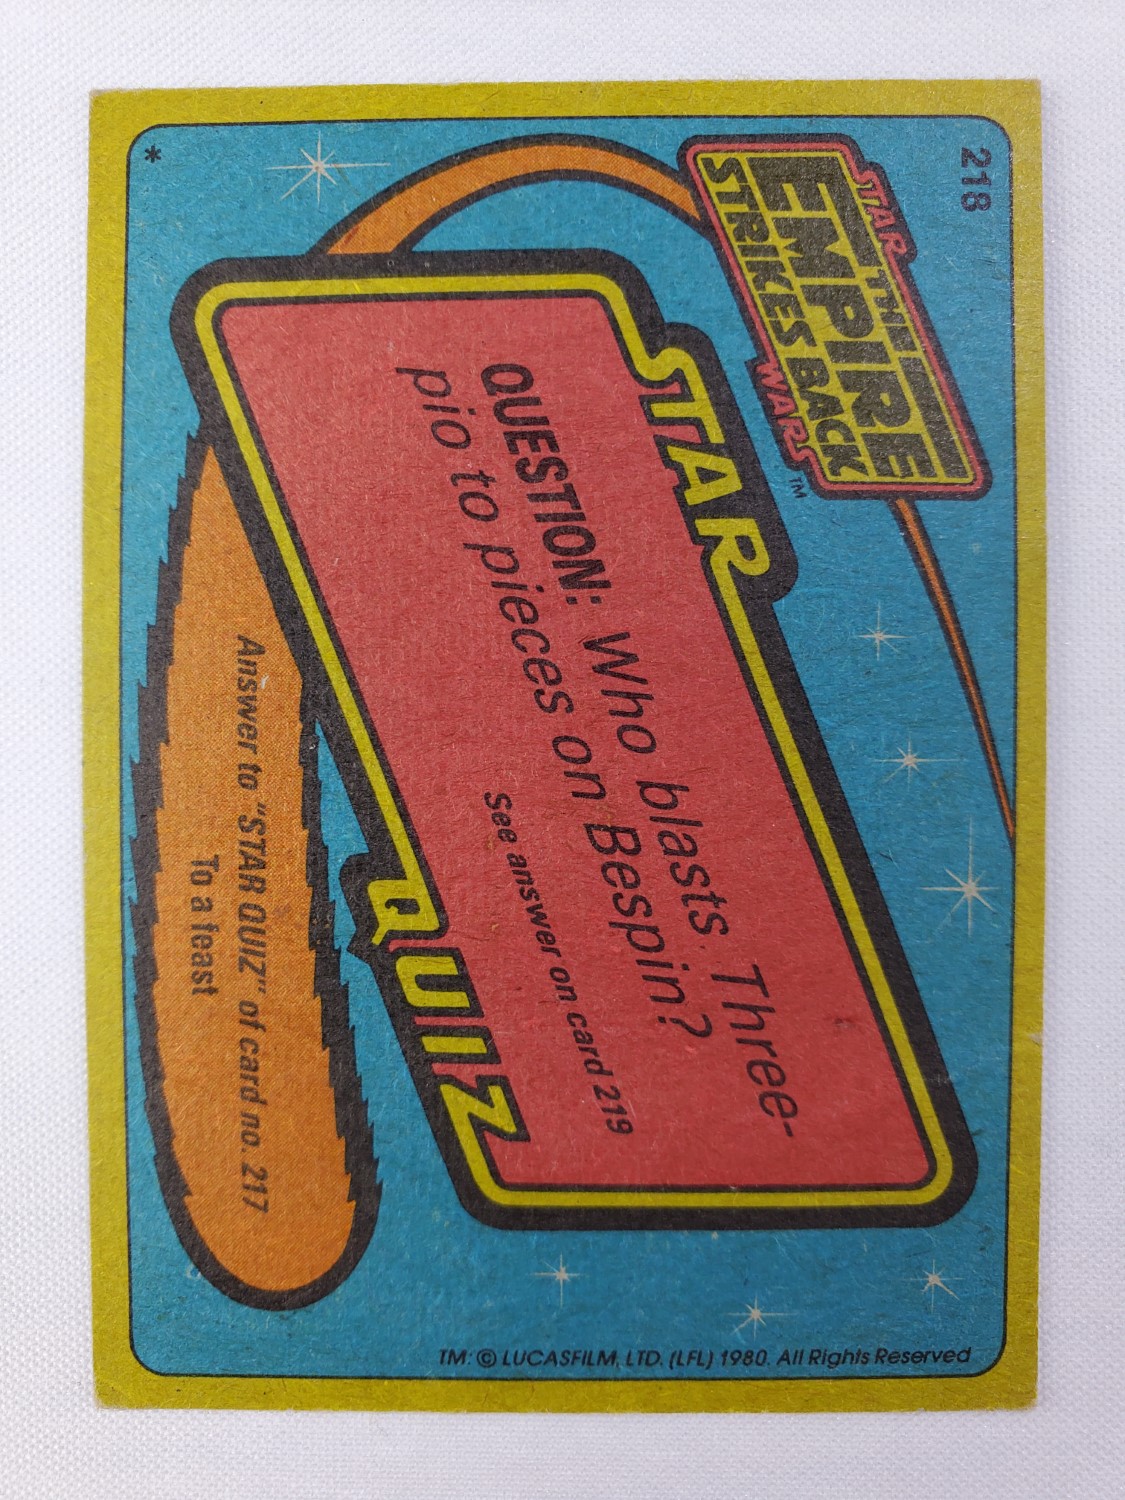 218
STAR
THE
EMPIRE
STRIKES BACK
WARS™
STAR
QUESTION: Who blasts Three-
pio to pieces on Bespin?
See answer on card 219
QUIZ
Answer to "STAR QUIZ" of card no. 217
To a feast
*
TM: © LUCASFILM, LTD. (LFL) 1980. All Rights Reserved